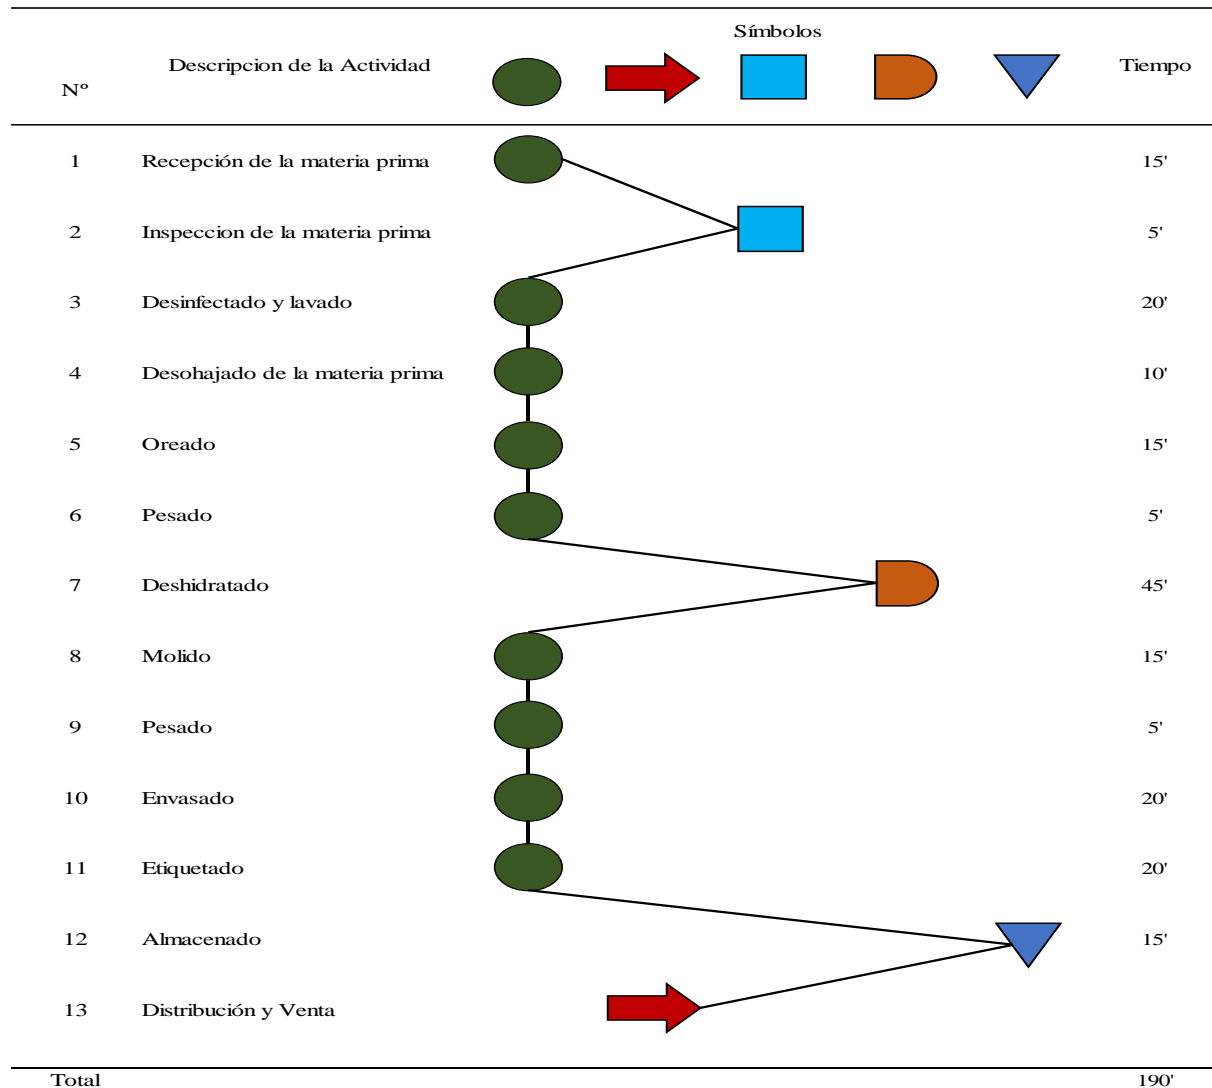 Símbolos
Nº Descripcion de la Actividad Tiempo
1 Recepción de la materia prima 15'
2 Inspeccion de la materia prima 5'
3 Desinfectado y lavado 20'
4 Desohajado de la materia prima 10'
5 Oreado 15'
6 Pesado 5'
7 Deshidratado 45'
8 Molido 15'
9 Pesado 5'
10 Envasado 20'
11 Etiquetado 20'
12 Almacenado 15'
13 Distribución y Venta
Total 190'